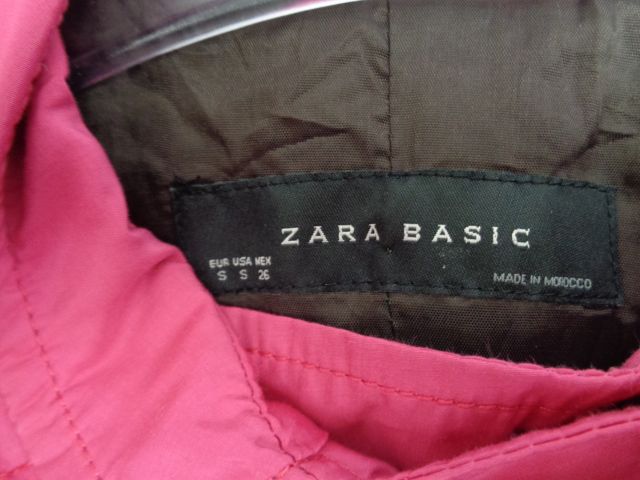 ZARA BASIC
EUR USA MEX
S S 26
MADE IN MOROCCO